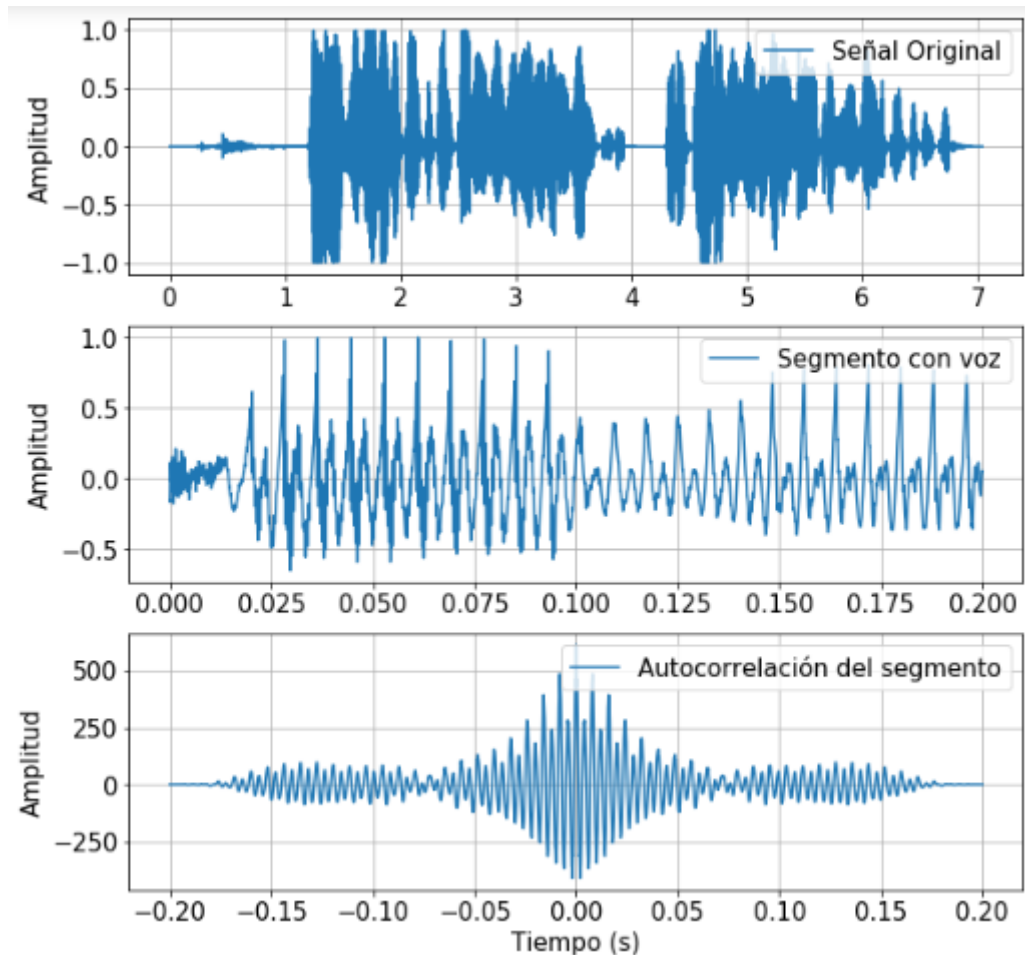 1.0
0.5
0.0
−0.5
−1.0
Amplitud
Señal Original
0 1 2 3 4 5 6 7
1.0
0.5
0.0
−0.5
Amplitud
Segmento con voz
0.000 0.025 0.050 0.075 0.100 0.125 0.150 0.175 0.200
500
250
0
−250
Amplitud
Autocorrelación del segmento
−0.20 −0.15 −0.10 −0.05 0.00 0.05 0.10 0.15 0.20
Tiempo (s)